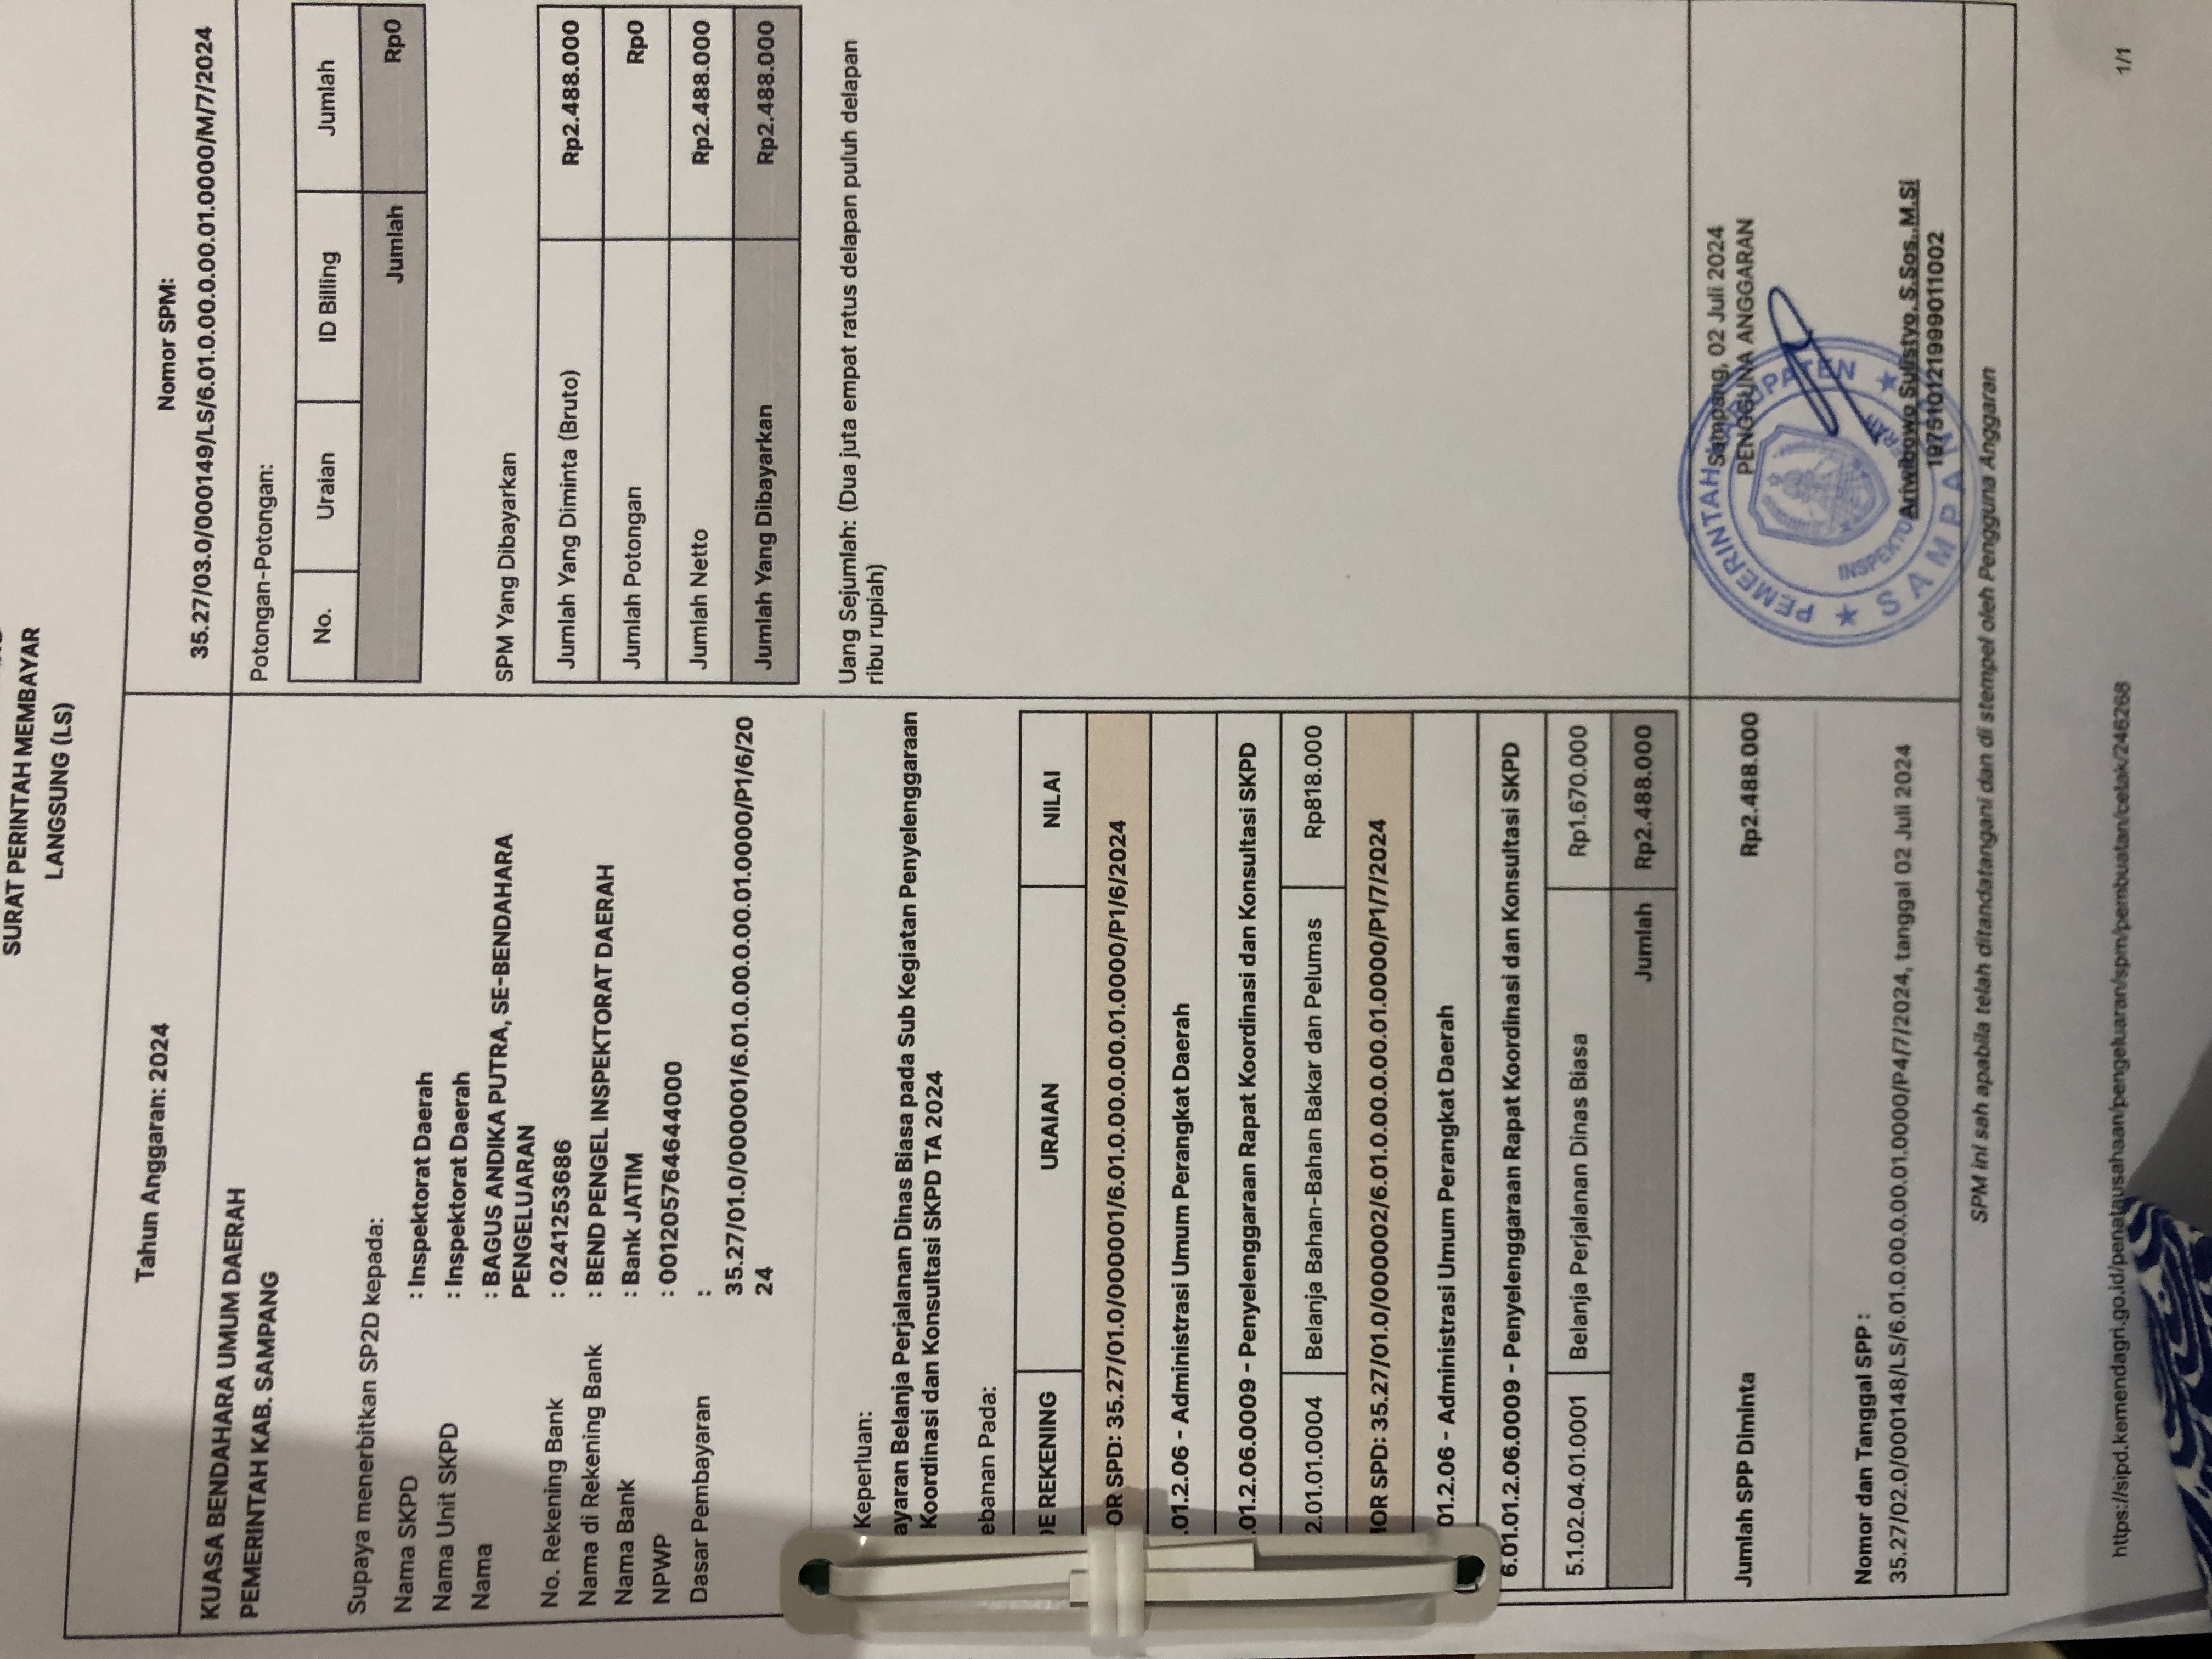 SURAT PERINTAH MEMBAYAR
LANGSUNG (LS)
Tahun Anggaran: 2024
Nomor SPM:
35.27/03.0/000149/LS/6.01.0.00.0.00.01.0000/M/7/2024
KUASA BENDAHARA UMUM DAERAH
PEMERINTAH KAB. SAMPANG
Supaya menerbitkan SP2D kepada:
Nama SKPD : Inspektorat Daerah
Nama Unit SKPD : Inspektorat Daerah
Nama : BAGUS ANDIKA PUTRA, SE-BENDAHARA
PENGELUARAN
No. Rekening Bank : 0241253686
Nama di Rekening Bank : BEND PENGEL INSPEKTORAT DAERAH
Nama Bank : Bank JATIM
NPWP : 001205764644000
Dasar Pembayaran :
35.27/01.0/000001/6.01.0.00.0.00.01.0000/P1/6/20
24
Keperluan:
ayaran Belanja Perjalanan Dinas Biasa pada Sub Kegiatan Penyelenggaraan
Koordinasi dan Konsultasi SKPD TA 2024
ebanan Pada:
DE REKENING URAIAN NILAI
OR SPD: 35.27/01.0/000001/6.01.0.00.0.00.01.0000/P1/6/2024
.01.2.06 - Administrasi Umum Perangkat Daerah
.01.2.06.0009 - Penyelenggaraan Rapat Koordinasi dan Konsultasi SKPD
2.01.01.0004 Belanja Bahan-Bahan Bakar dan Pelumas Rp818.000
MOR SPD: 35.27/01.0/000002/6.01.0.00.0.00.01.0000/P1/7/2024
01.2.06 - Administrasi Umum Perangkat Daerah
6.01.01.2.06.0009 - Penyelenggaraan Rapat Koordinasi dan Konsultasi SKPD
5.1.02.04.01.0001 Belanja Perjalanan Dinas Biasa Rp1.670.000
Jumlah Rp2.488.000
Jumlah SPP Diminta Rp2.488.000
Nomor dan Tanggal SPP :
35.27/02.0/000148/LS/6.01.0.00.0.00.01.0000/P4/7/2024, tanggal 02 Juli 2024
Potongan-Potongan:
No. Uraian ID Billing Jumlah
Jumlah Rp0
SPM Yang Dibayarkan
Jumlah Yang Diminta (Bruto) Rp2.488.000
Jumlah Potongan Rp0
Jumlah Netto Rp2.488.000
Jumlah Yang Dibayarkan Rp2.488.000
Uang Sejumlah: (Dua juta empat ratus delapan puluh delapan
ribu rupiah)
Sampang, 02 Juli 2024
PENGGUNA ANGGARAN
PEMERINTAH KABUPATEN
SAMPANG
Ariwibowo Sulistyo, S.Sos.,M.Si
197510121999011002
SPM ini sah apabila telah ditandatangani dan di stempel oleh Pengguna Anggaran
https://sipd.kemendagri.go.id/penatausahaan/pengeluaran/spm/pembuatan/cetak/246268
1/1